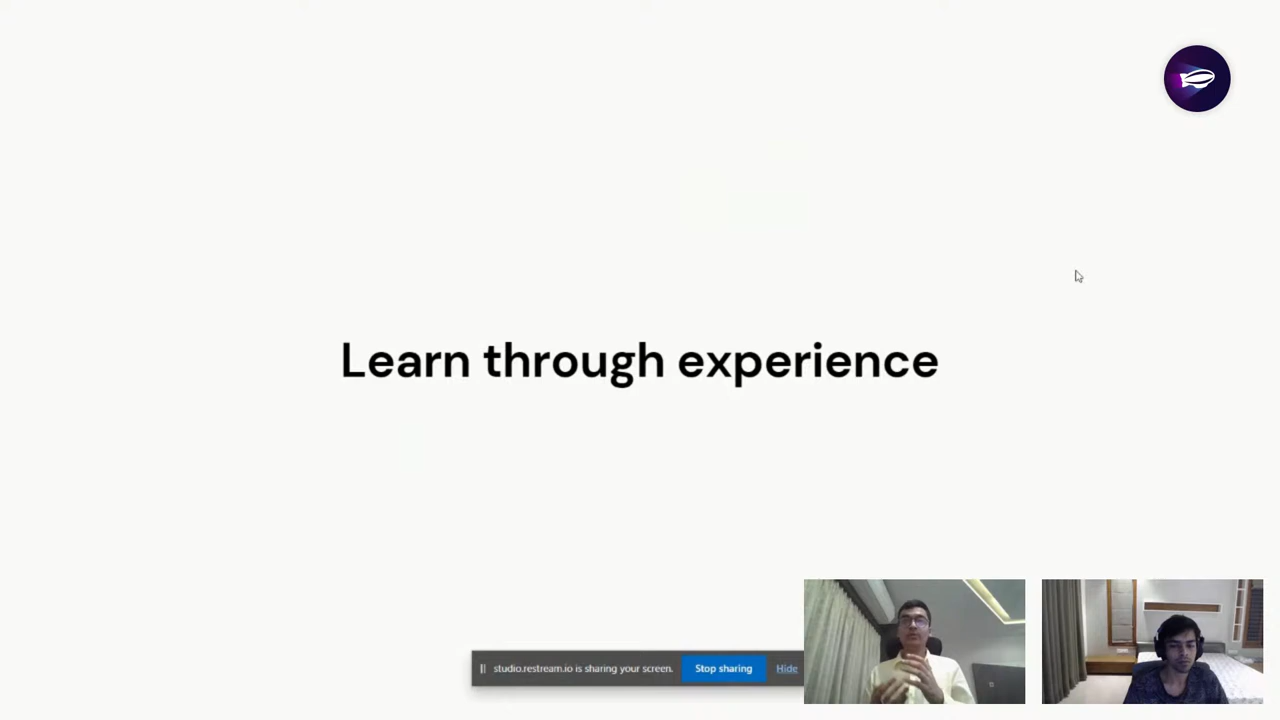 Learn through experience
studio.restream.io is sharing your screen. Stop sharing Hide